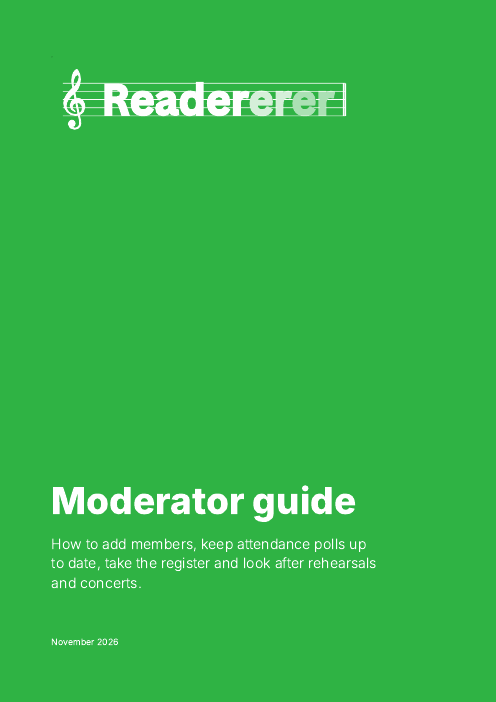 Readererer
Moderator guide
How to add members, keep attendance polls up
to date, take the register and look after rehearsals
and concerts.
November 2026